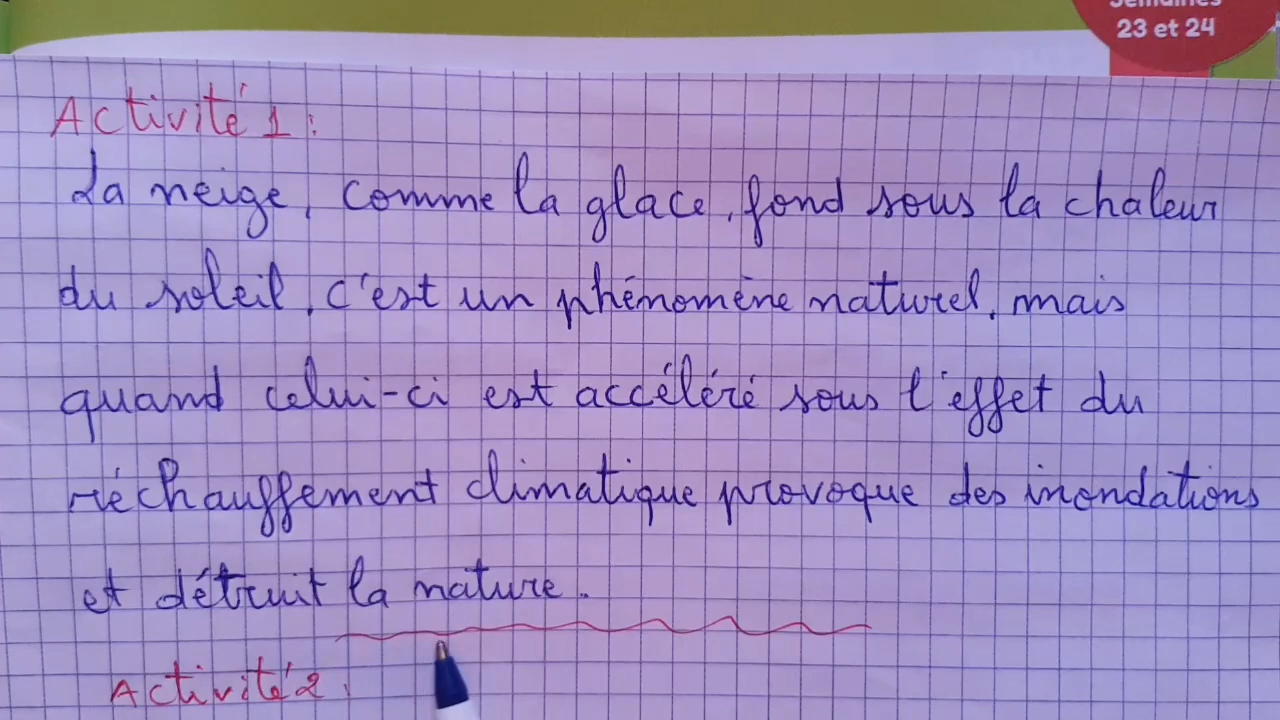 Semaines
23 et 24
Activité 1 :
La neige, comme la glace, fond sous la chaleur
du soleil, c'est un phénomène naturel, mais
quand celui-ci est accéléré sous l'effet du
réchauffement climatique provoque des inondations
et détruit la nature.
Activité 2.